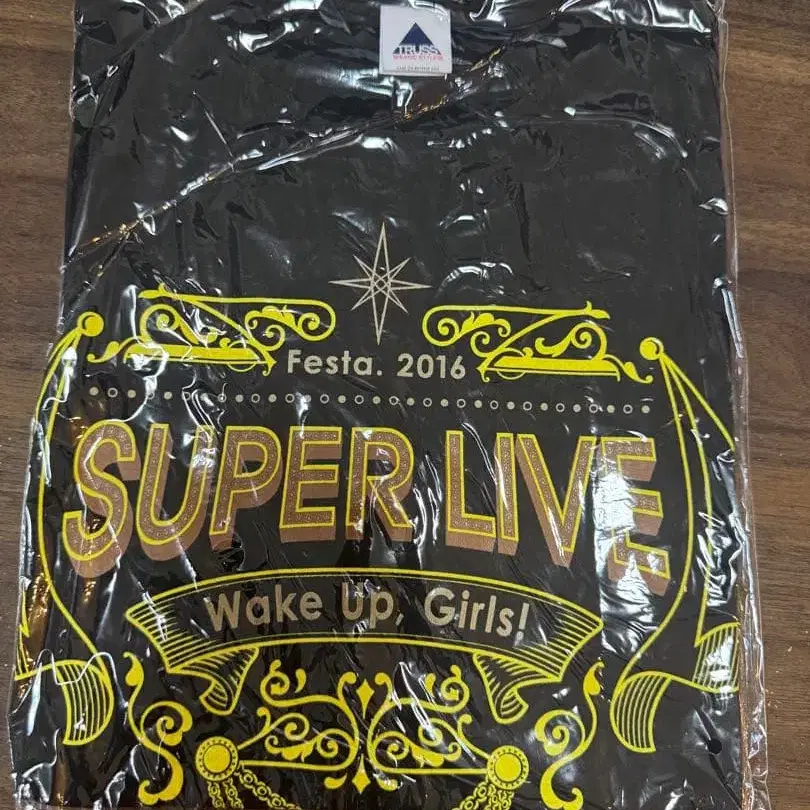 TRUSS
Festa. 2016
SUPER LIVE
Wake Up, Girls!